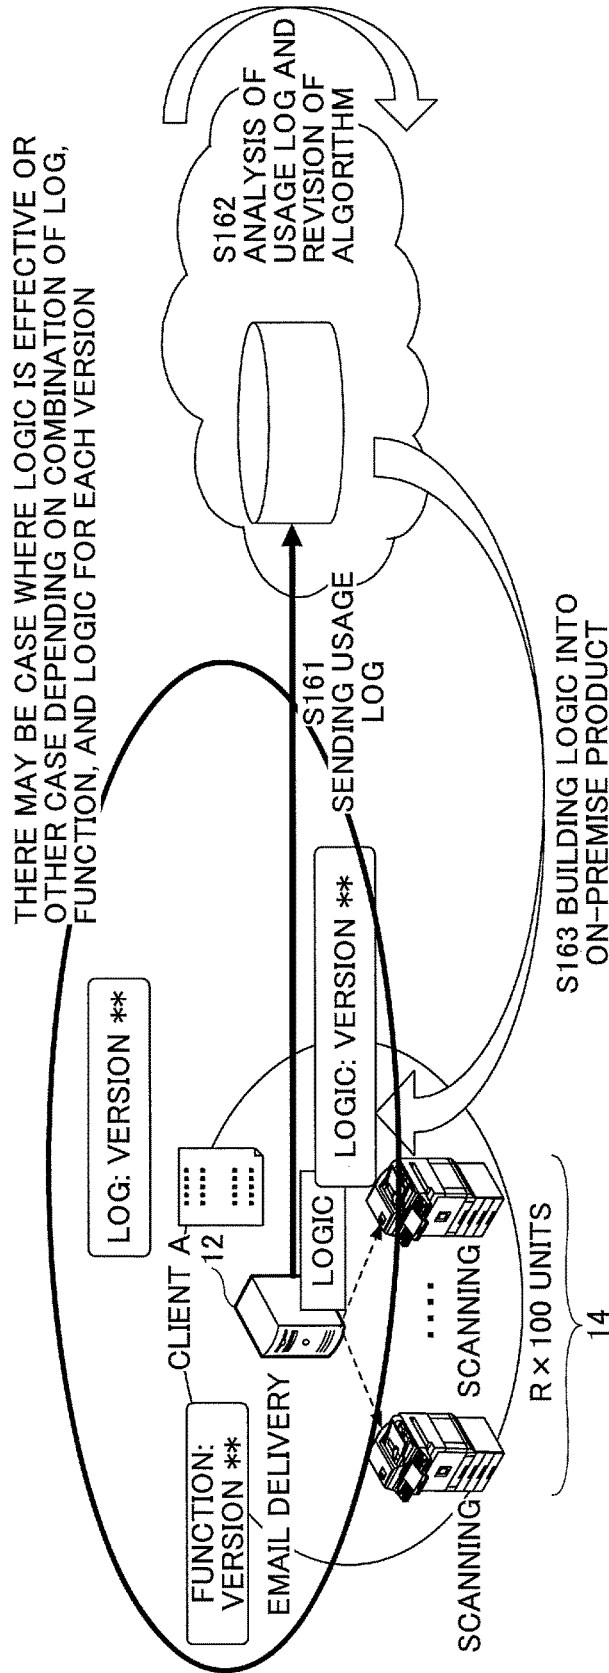 THERE MAY BE CASE WHERE LOGIC IS EFFECTIVE OR
OTHER CASE DEPENDING ON COMBINATION OF LOG,
FUNCTION, AND LOGIC FOR EACH VERSION
LOG: VERSION **
FUNCTION:
VERSION **
CLIENT A
12
EMAIL DELIVERY
LOGIC
LOGIC: VERSION **
S161
SENDING USAGE
LOG
S162
ANALYSIS OF
USAGE LOG AND
REVISION OF
ALGORITHM
SCANNING
SCANNING
R×100 UNITS
14
S163 BUILDING LOGIC INTO
ON-PREMISE PRODUCT